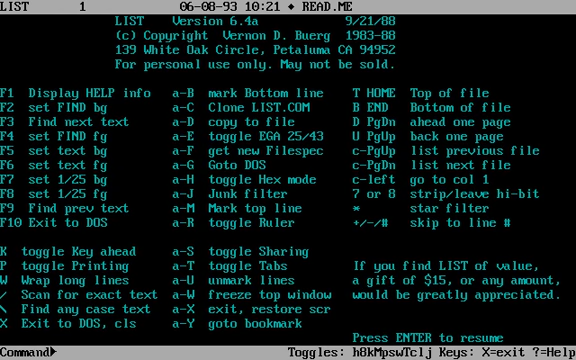 LIST 1 06-08-93 10:21 ♦ READ.ME
LIST Version 6.4a 9/21/88
(c) Copyright Vernon D. Buerg 1983-88
139 White Oak Circle, Petaluma CA 94952
For personal use only. May not be sold.
F1 Display HELP info a-B mark Bottom line T HOME Top of file
F2 set FIND bg a-C Clone LIST.COM B END Bottom of file
F3 Find next text a-D copy to file D PgDn ahead one page
F4 set FIND fg a-E toggle EGA 25/43 U PgUp back one page
F5 set text bg a-F get new Filespec c-PgUp list previous file
F6 set text fg a-G Goto DOS c-PgDn list next file
F7 set 1/25 bg a-H toggle Hex mode c-left go to col 1
F8 set 1/25 fg a-J Junk filter 7 or 8 strip/leave hi-bit
F9 Find prev text a-M Mark top line * star filter
F10 Exit to DOS a-R toggle Ruler +/-/# skip to line #
K toggle Key ahead a-S toggle Sharing
P toggle Printing a-T toggle Tabs If you find LIST of value,
W Wrap long lines a-U unmark lines a gift of $15, or any amount,
/ Scan for exact text a-W freeze top window would be greatly appreciated.
\ Find any case text a-X exit, restore scr
X Exit to DOS, cls a-Y goto bookmark
Press ENTER to resume
Command► Toggles: h8kMpswTclj Keys: X=exit ?=Help